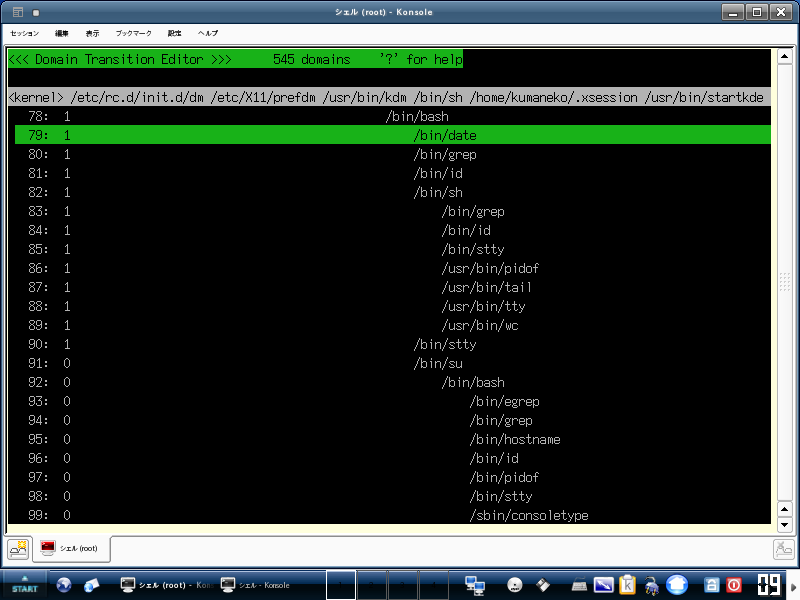 シェル (root) - Konsole
セッション 編集 表示 ブックマーク 設定 ヘルプ
<<< Domain Transition Editor >>> 545 domains '?' for help
<kernel> /etc/rc.d/init.d/dm /etc/X11/prefdm /usr/bin/kdm /bin/sh /home/kumaneko/.xsession /usr/bin/startkde
78: 1 /bin/bash
79: 1 /bin/date
80: 1 /bin/grep
81: 1 /bin/id
82: 1 /bin/sh
83: 1 /bin/grep
84: 1 /bin/id
85: 1 /bin/stty
86: 1 /usr/bin/pidof
87: 1 /usr/bin/tail
88: 1 /usr/bin/tty
89: 1 /usr/bin/wc
90: 1 /bin/stty
91: 0 /bin/su
92: 0 /bin/bash
93: 0 /bin/egrep
94: 0 /bin/grep
95: 0 /bin/hostname
96: 0 /bin/id
97: 0 /bin/pidof
98: 0 /bin/stty
99: 0 /sbin/consoletype
シェル (root)
START シェル (root) - Kon シェル - Konsole